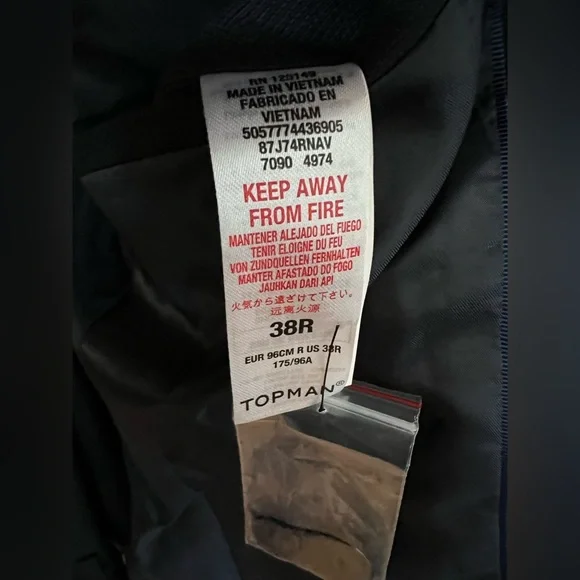 RN 125149
MADE IN VIETNAM
FABRICADO EN
VIETNAM
5057774436905
87J74RNAV
7090 4974
KEEP AWAY
FROM FIRE
MANTENER ALEJADO DEL FUEGO
TENIR ELOIGNE DU FEU
VON ZUNDQUELLEN FERNHALTEN
MANTER AFASTADO DO FOGO
JAUHKAN DARI API
火気から遠ざけて下さい。
远离火源
38R
EUR 96CM R US 38R
175/96A
TOPMAN®